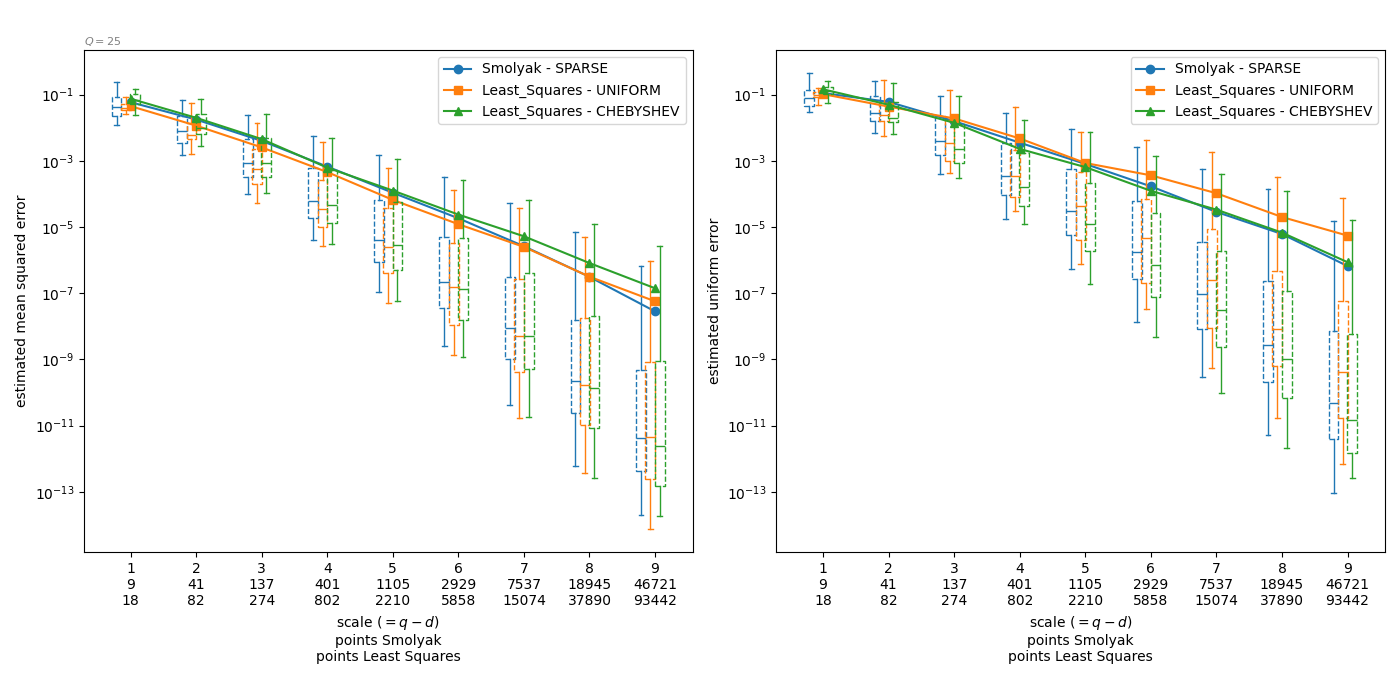 Q = 25
Smolyak - SPARSE
Least_Squares - UNIFORM
Least_Squares - CHEBYSHEV
estimated mean squared error
10⁻¹
10⁻³
10⁻⁵
10⁻⁷
10⁻⁹
10⁻¹¹
10⁻¹³
1 2 3 4 5 6 7 8 9
9 41 137 401 1105 2929 7537 18945 46721
18 82 274 802 2210 5858 15074 37890 93442
scale (= q − d)
points Smolyak
points Least Squares
Smolyak - SPARSE
Least_Squares - UNIFORM
Least_Squares - CHEBYSHEV
estimated uniform error
10⁻¹
10⁻³
10⁻⁵
10⁻⁷
10⁻⁹
10⁻¹¹
10⁻¹³
1 2 3 4 5 6 7 8 9
9 41 137 401 1105 2929 7537 18945 46721
18 82 274 802 2210 5858 15074 37890 93442
scale (= q − d)
points Smolyak
points Least Squares